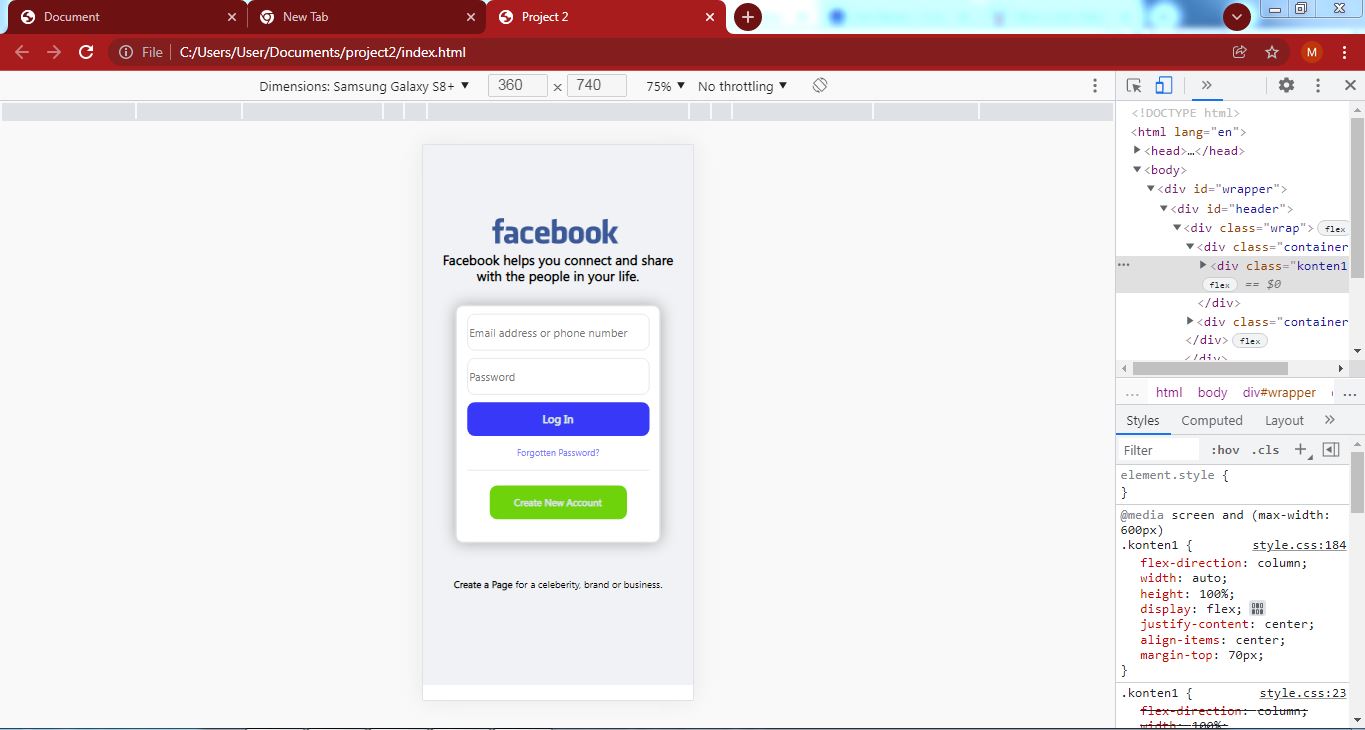 Document
New Tab
Project 2
File
C:/Users/User/Documents/project2/index.html
M
Dimensions: Samsung Galaxy S8+
360
×
740
75%
No throttling
facebook
Facebook helps you connect and share
with the people in your life.
Email address or phone number
Password
Log In
Forgotten Password?
Create New Account
Create a Page for a celeberity, brand or business.
<!DOCTYPE html>
<html lang="en">
<head>…</head>
<body>
<div id="wrapper">
<div id="header">
<div class="wrap"> flex
<div class="container
<div class="konten1
flex == $0
</div>
<div class="container
</div> flex
</div>
… html body div#wrapper …
Styles Computed Layout
Filter :hov .cls
element.style {
}
@media screen and (max-width:
600px)
.konten1 { style.css:184
flex-direction: column;
width: auto;
height: 100%;
display: flex;
justify-content: center;
align-items: center;
margin-top: 70px;
}
.konten1 { style.css:23
flex-direction: column;
width: 100%;